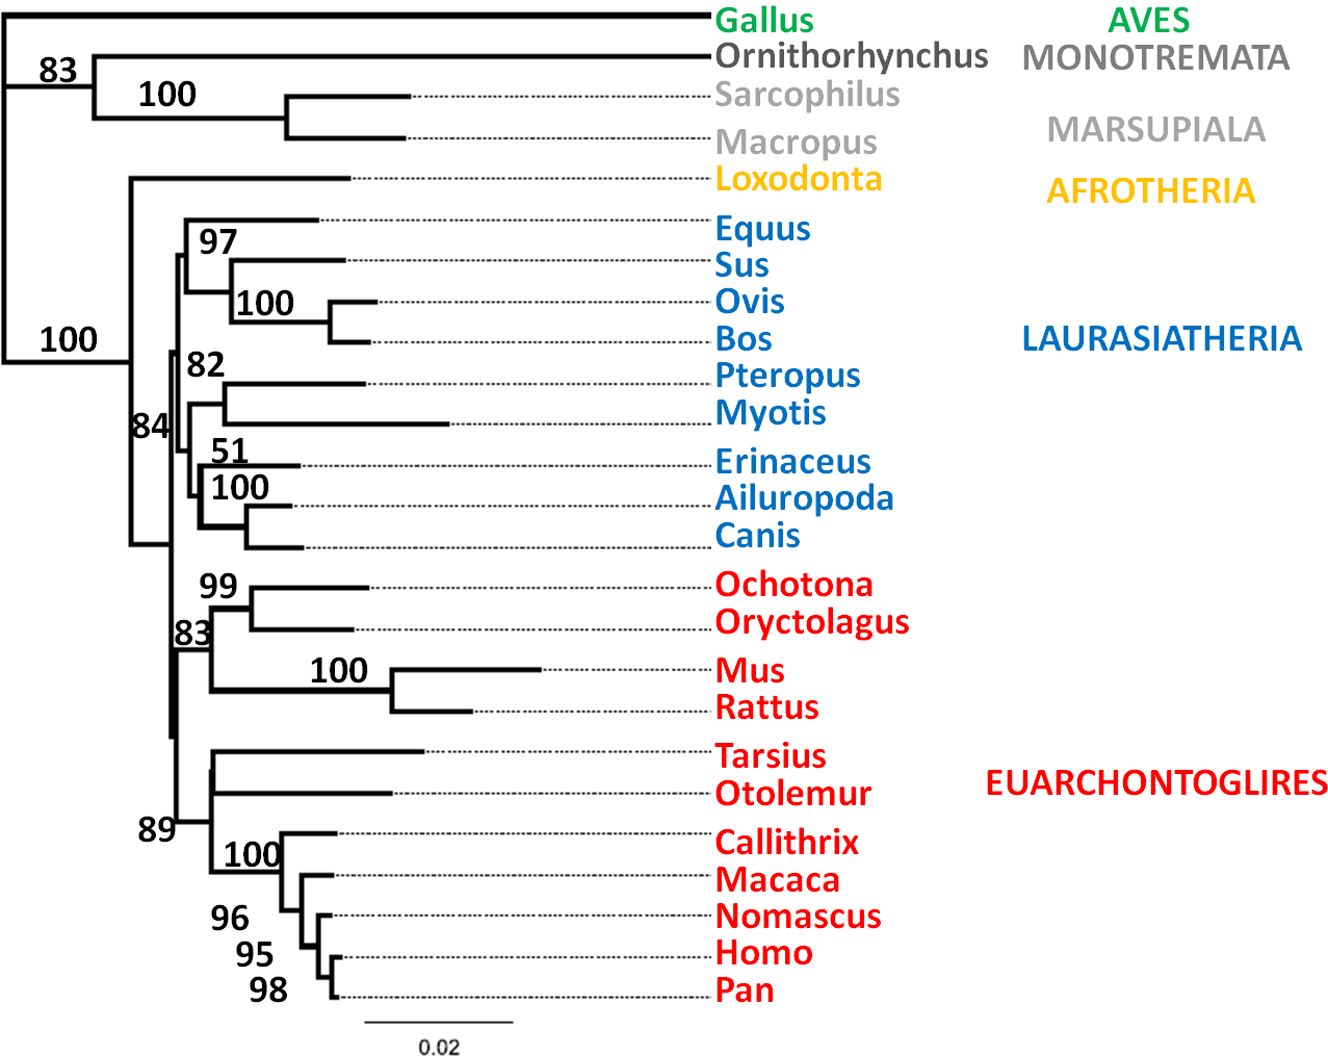 Gallus AVES
83 Ornithorhynchus MONOTREMATA
100 Sarcophilus
MARSUPIALA
Macropus
Loxodonta AFROTHERIA
97 Equus
Sus
100 Ovis
100 Bos LAURASIATHERIA
82 Pteropus
84 Myotis
51 Erinaceus
100 Ailuropoda
Canis
99 Ochotona
83 Oryctolagus
100 Mus
Rattus
Tarsius
EUARCHONTOGLIRES
Otolemur
89 Callithrix
100 Macaca
96 Nomascus
95 Homo
98 Pan
0.02